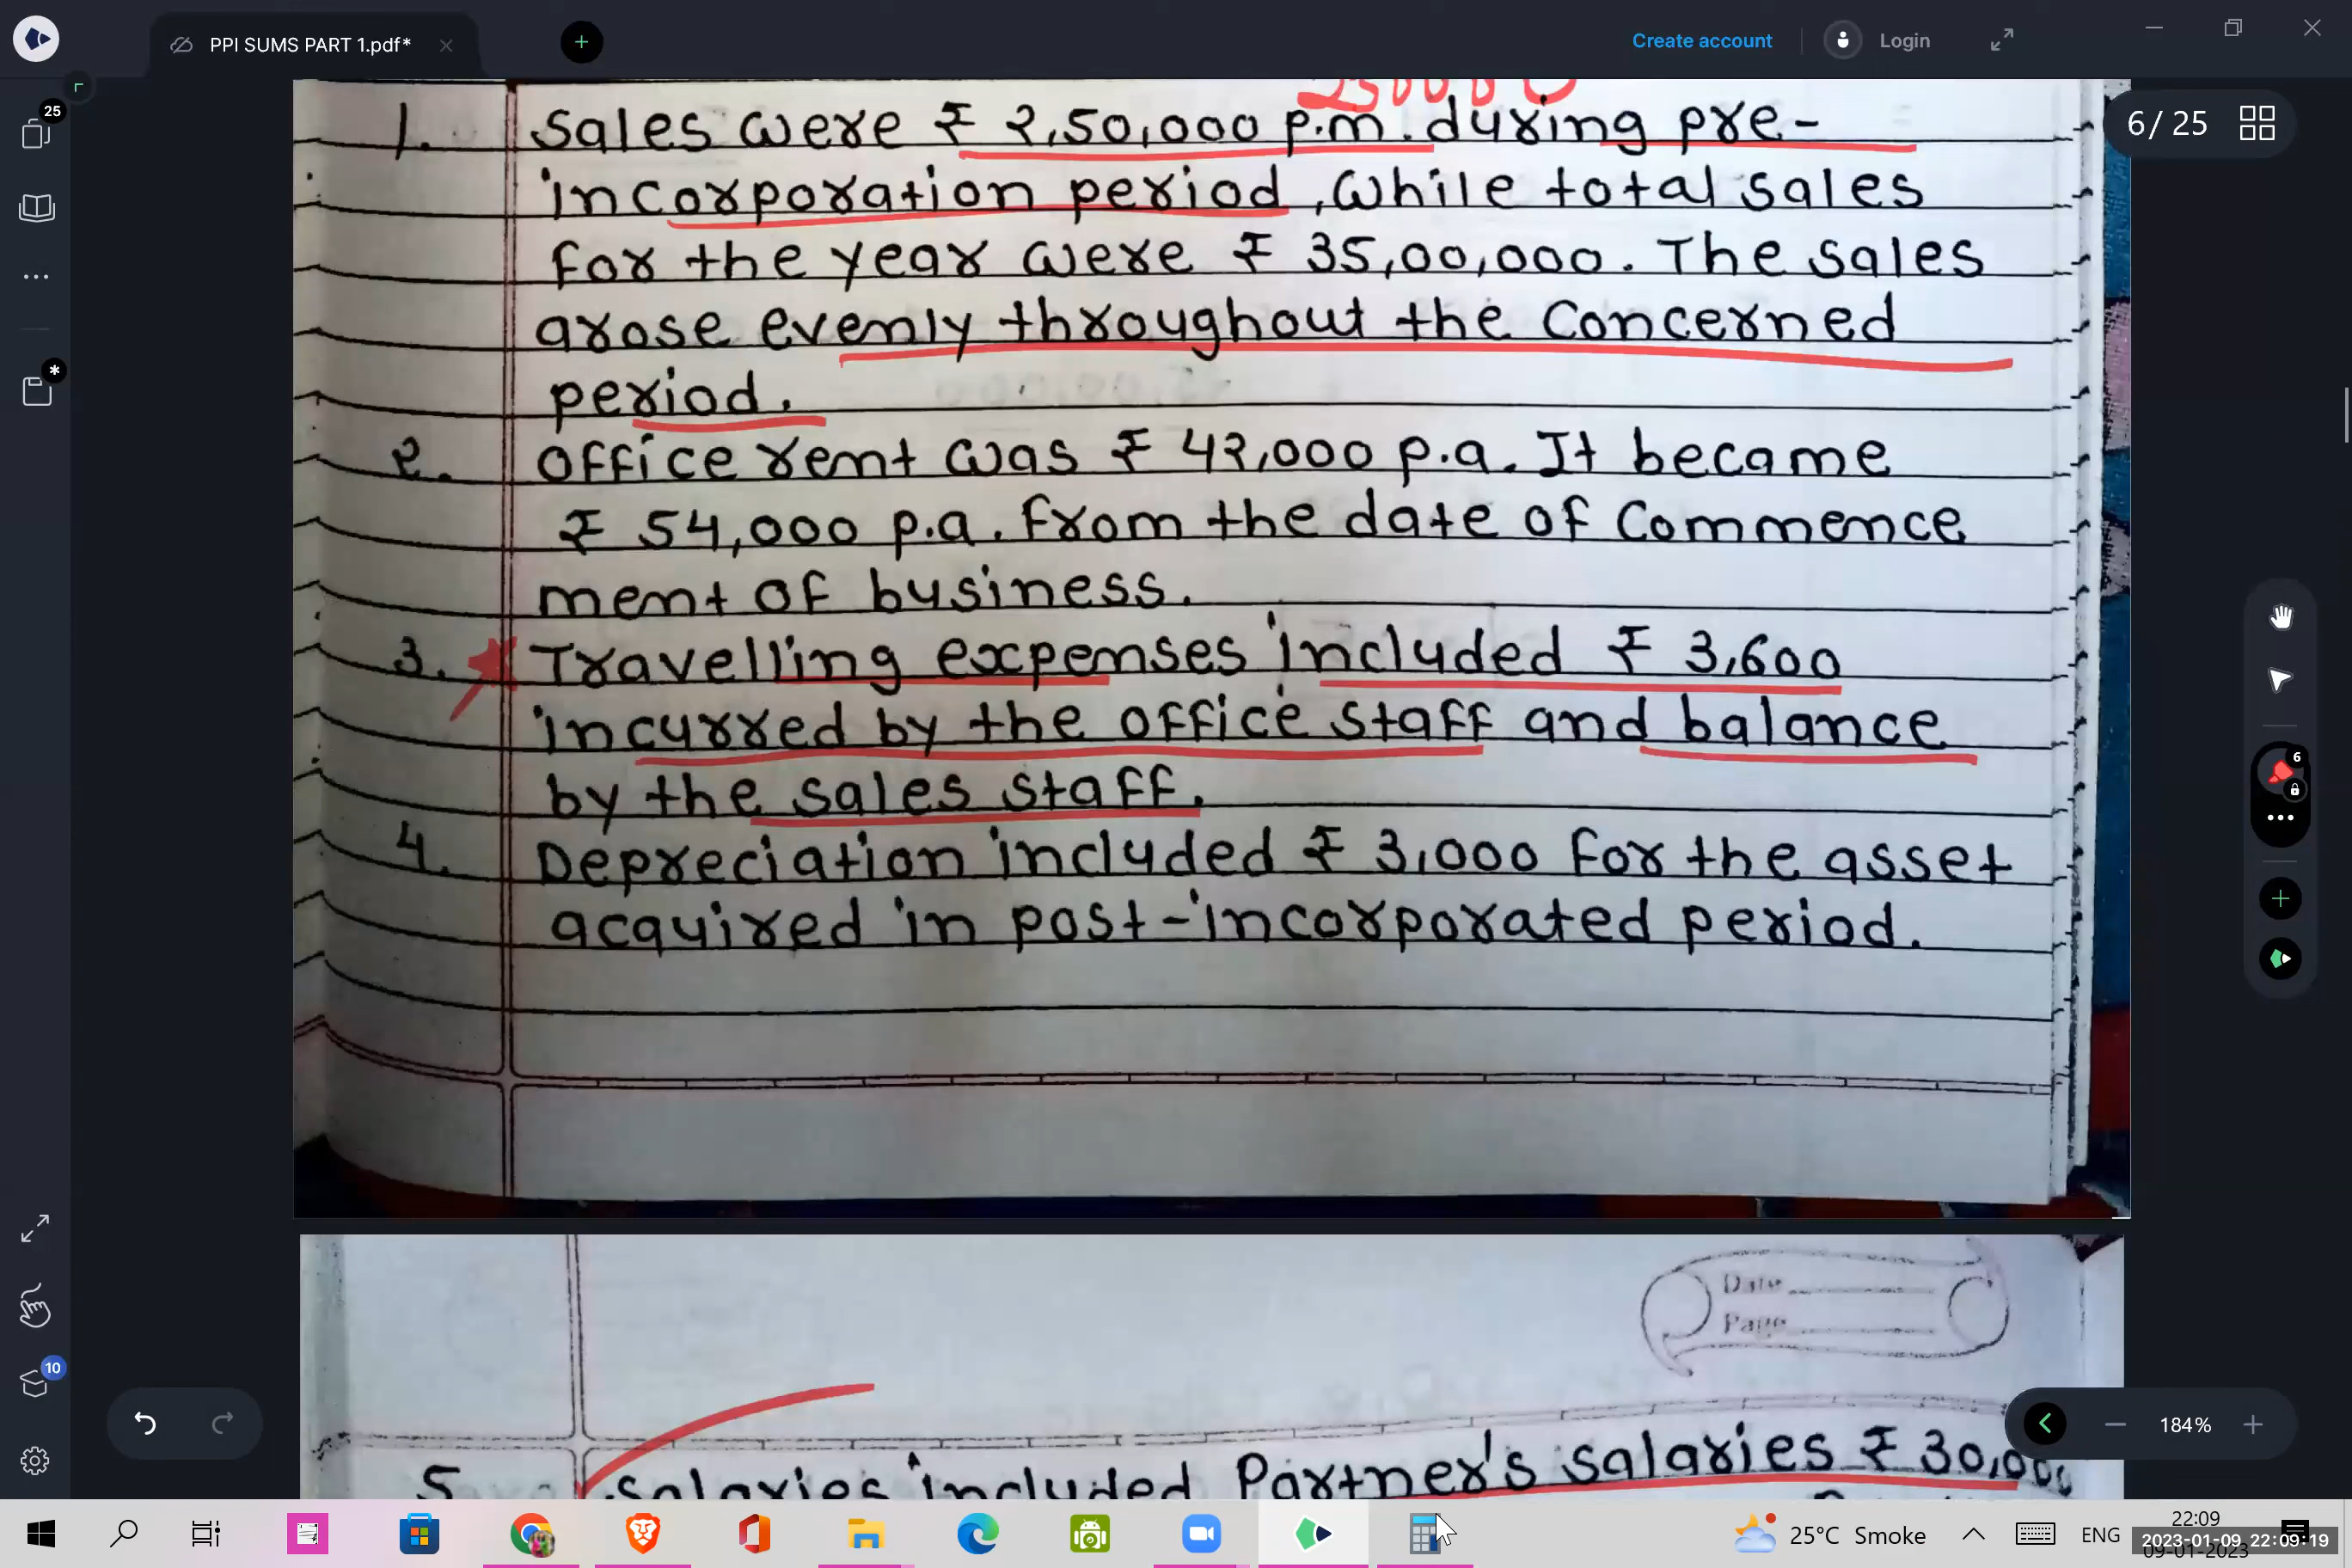 PPI SUMS PART 1.pdf*
Create account
Login
25
6/ 25
1. Sales were ₹ 2,50,000 p.m. during pre-
incorporation period, while total sales
for the year were ₹ 35,00,000. The sales
arose evenly throughout the concerned
period.
2. Office rent was ₹ 42,000 p.a. It became
₹ 54,000 p.a. from the date of commence
ment of business.
3. Travelling expenses included ₹ 3,600
incurred by the office staff and balance
by the sales staff.
4. Depreciation included ₹ 3,000 for the asset
acquired in post-incorporated period.
6
Date
Page
10
184%
5. salaries included Partner's salaries ₹ 30,000
25°C Smoke
ENG
22:09
2023-01-09 22:09:19